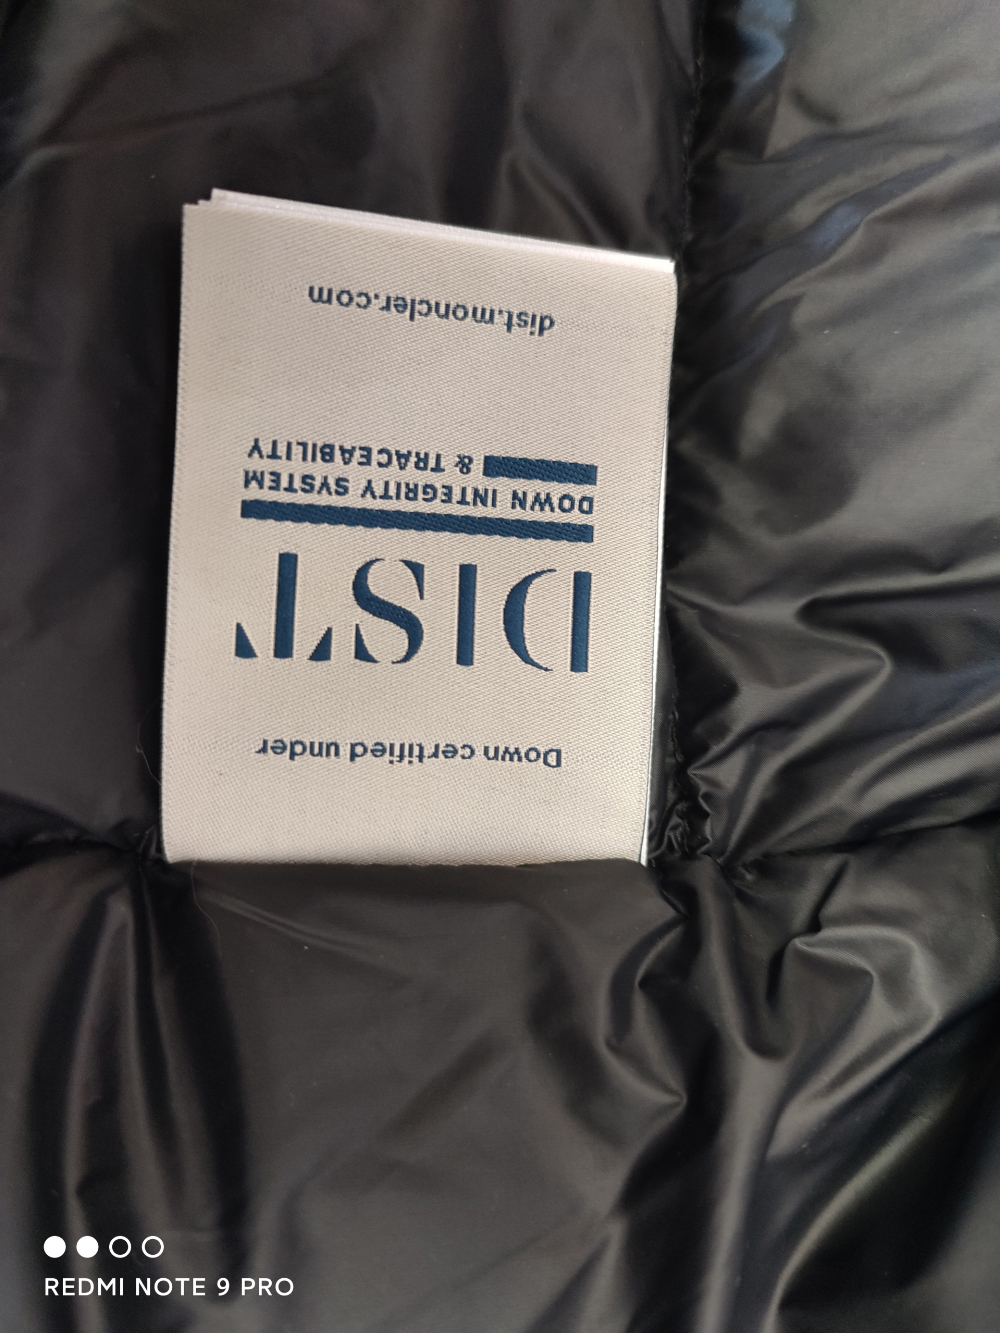 Down certified under
DIST
DOWN INTEGRITY SYSTEM
& TRACEABILITY
dist.moncler.com
REDMI NOTE 9 PRO